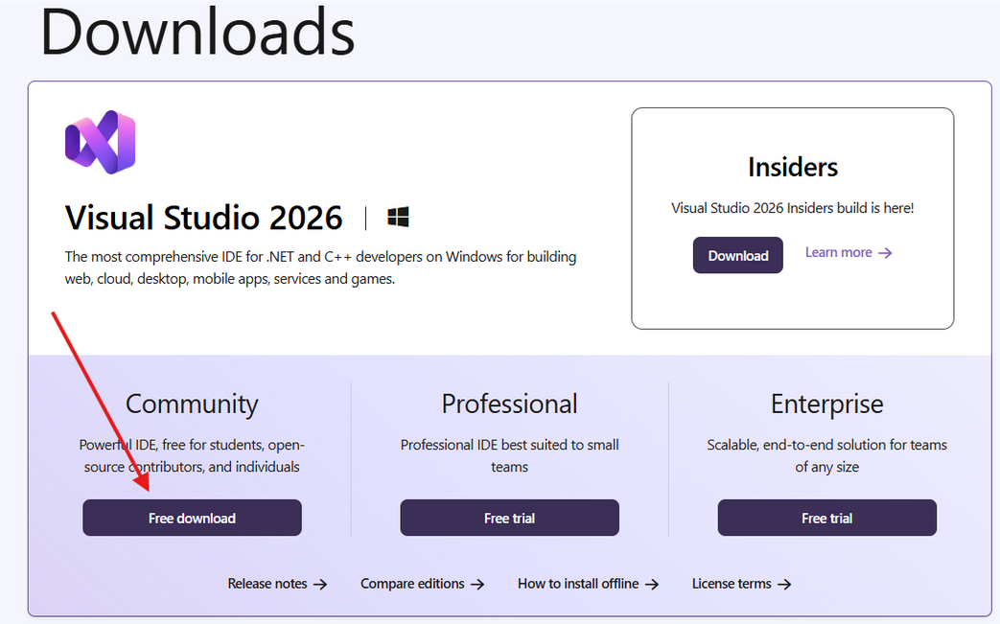 Downloads
Insiders
Visual Studio 2026 Insiders build is here!
Download
Learn more →
Visual Studio 2026
The most comprehensive IDE for .NET and C++ developers on Windows for building
web, cloud, desktop, mobile apps, services and games.
Community
Powerful IDE, free for students, open-
source contributors, and individuals
Free download
Professional
Professional IDE best suited to small
teams
Free trial
Enterprise
Scalable, end-to-end solution for teams
of any size
Free trial
Release notes →
Compare editions →
How to install offline →
License terms →